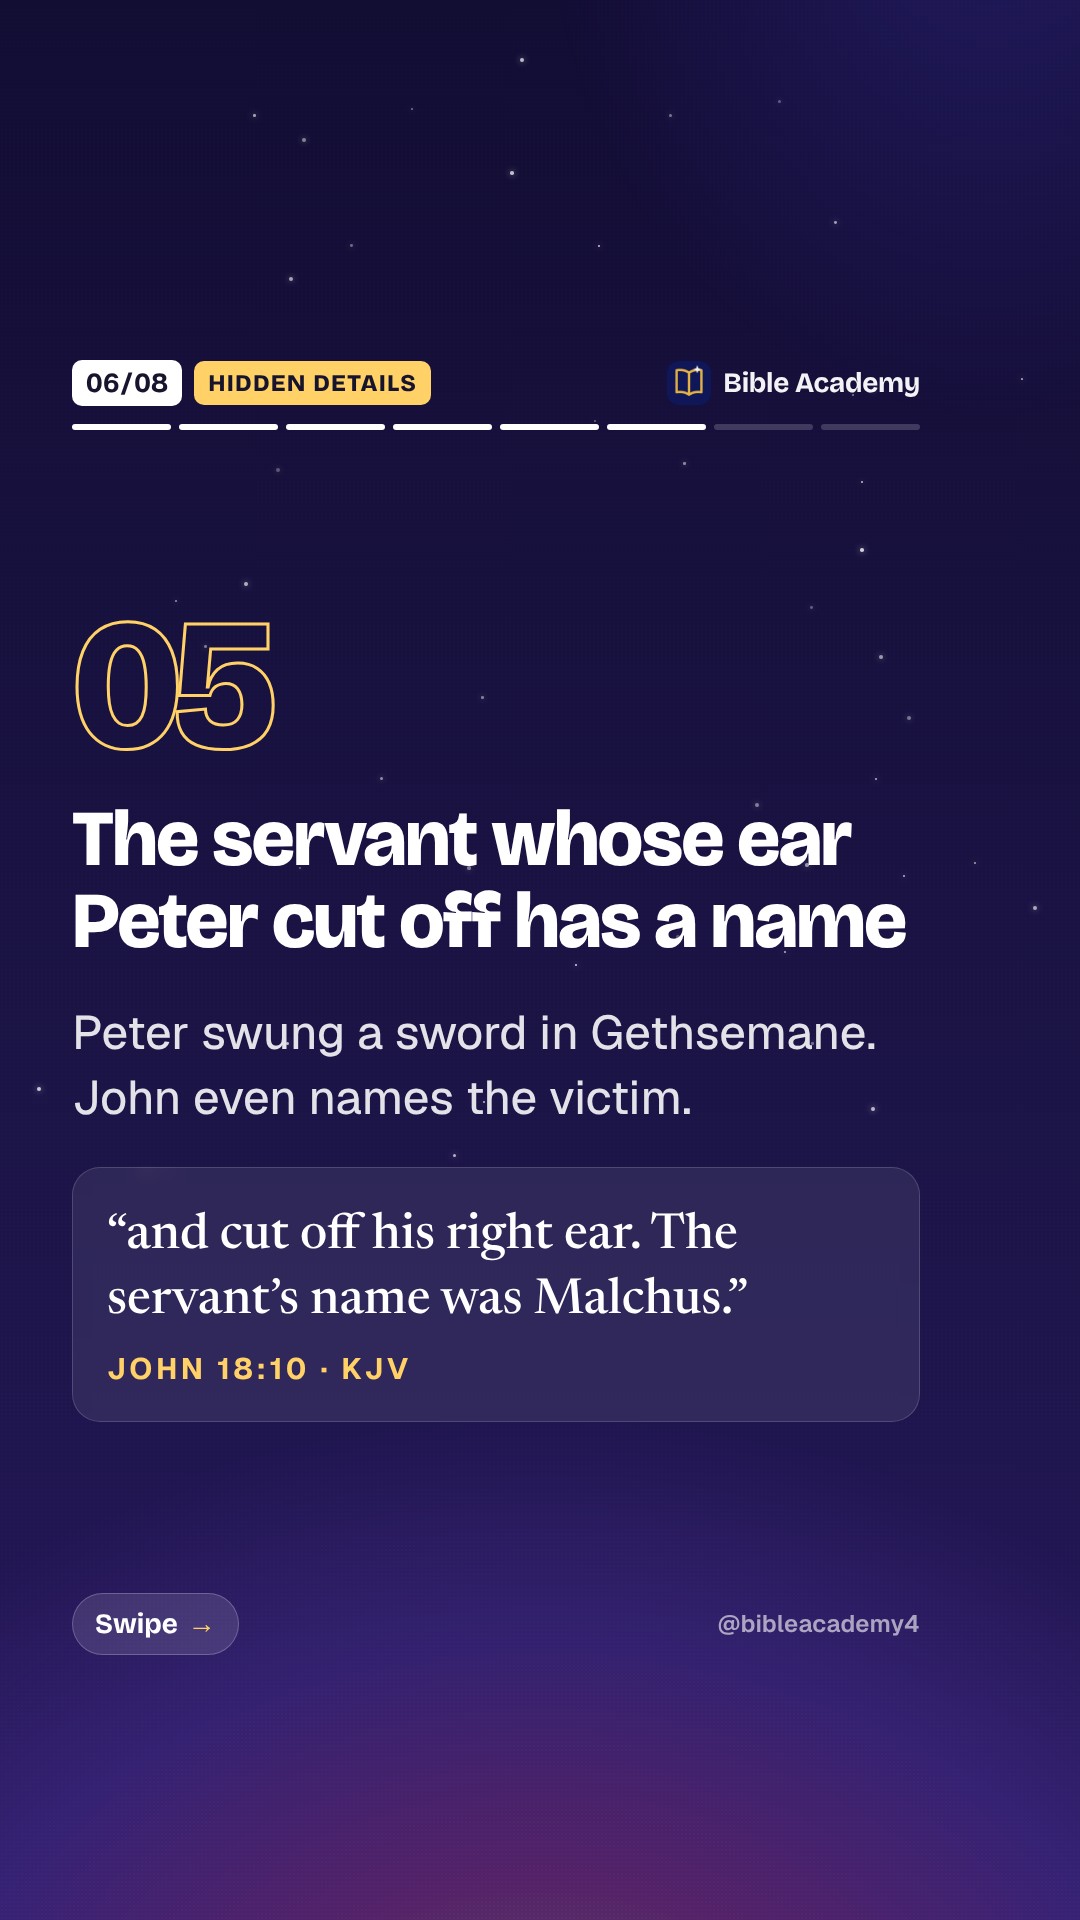 06/08 HIDDEN DETAILS Bible Academy
05
The servant whose ear
Peter cut off has a name
Peter swung a sword in Gethsemane.
John even names the victim.
“and cut off his right ear. The
servant’s name was Malchus.”
JOHN 18:10 · KJV
Swipe → @bibleacademy4